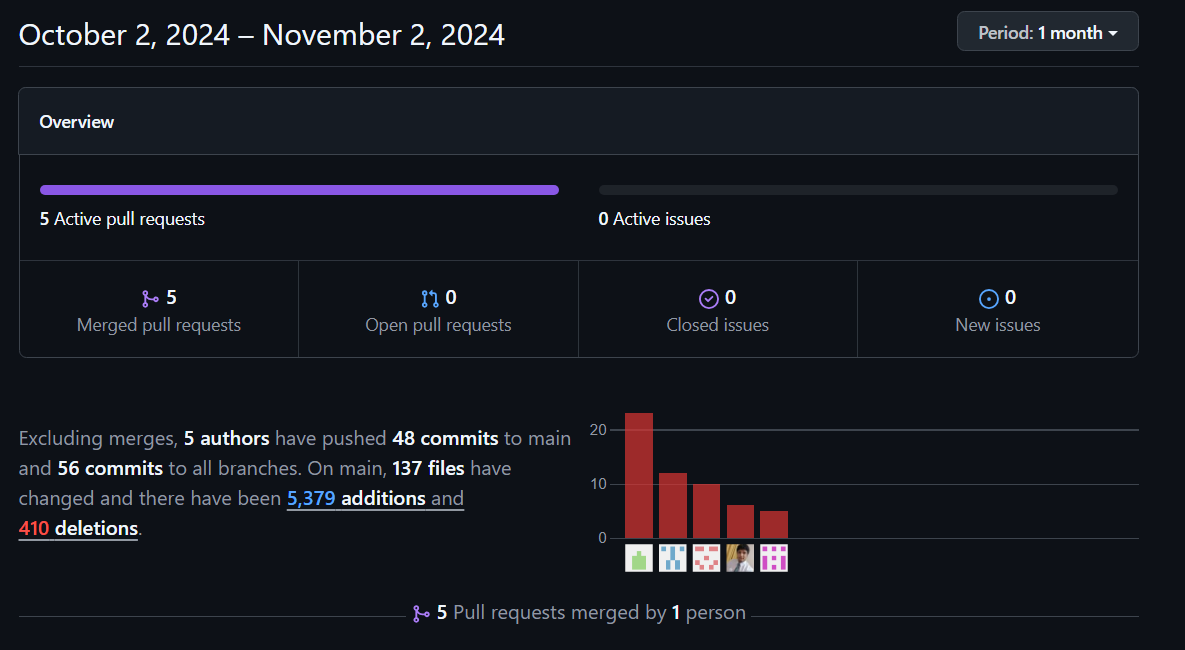 October 2, 2024 – November 2, 2024
Period: 1 month
Overview
5 Active pull requests
0 Active issues
5
Merged pull requests
0
Open pull requests
0
Closed issues
0
New issues
Excluding merges, 5 authors have pushed 48 commits to main
and 56 commits to all branches. On main, 137 files have
changed and there have been 5,379 additions and
410 deletions.
20
10
0
5 Pull requests merged by 1 person